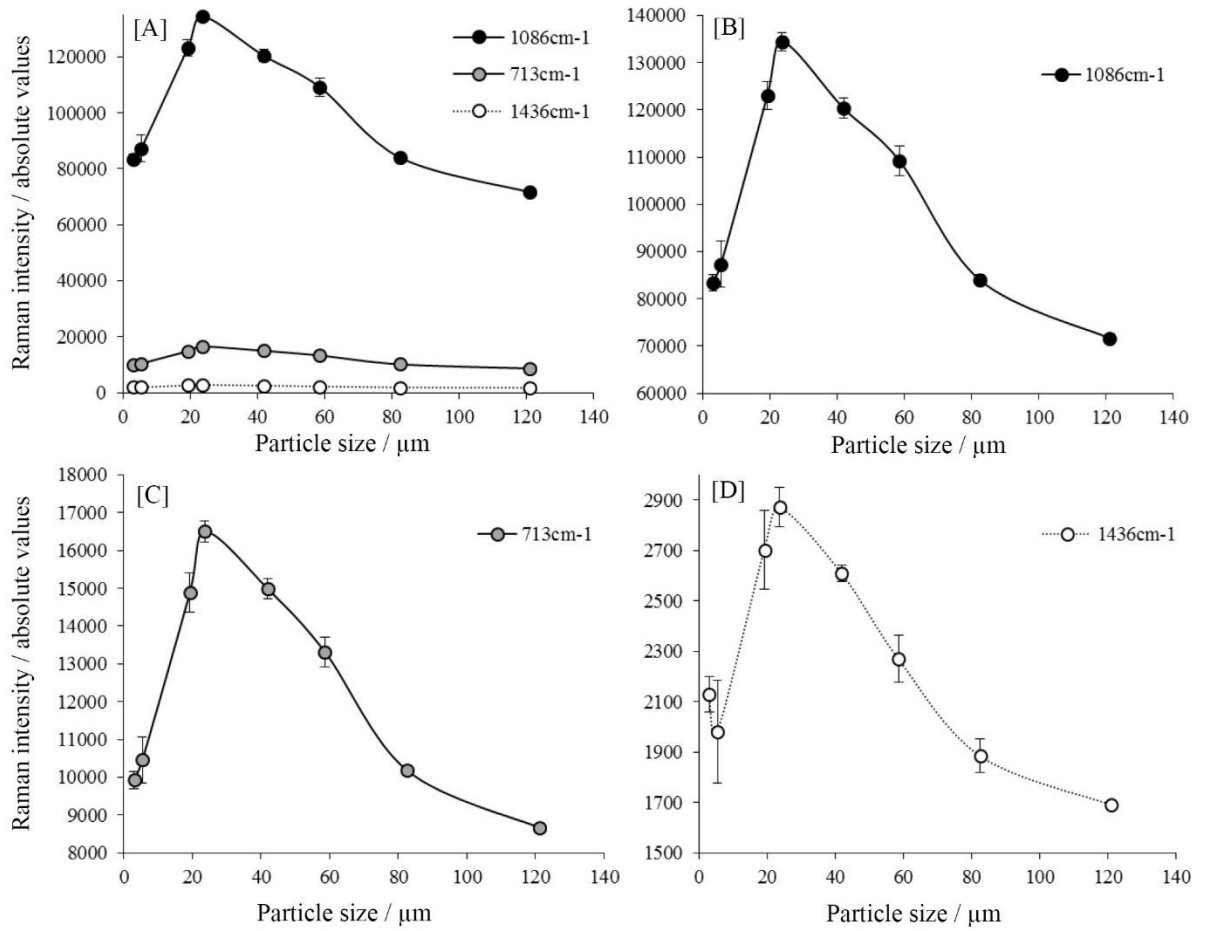 [A]
1086cm-1
713cm-1
1436cm-1
120000
100000
80000
60000
40000
20000
0
0 20 40 60 80 100 120 140
Raman intensity / absolute values
Particle size / µm
[B]
1086cm-1
140000
130000
120000
110000
100000
90000
80000
70000
60000
0 20 40 60 80 100 120 140
Particle size / µm
[C]
713cm-1
18000
17000
16000
15000
14000
13000
12000
11000
10000
9000
8000
0 20 40 60 80 100 120 140
Raman intensity / absolute values
Particle size / µm
[D]
1436cm-1
2900
2700
2500
2300
2100
1900
1700
1500
0 20 40 60 80 100 120 140
Particle size / µm